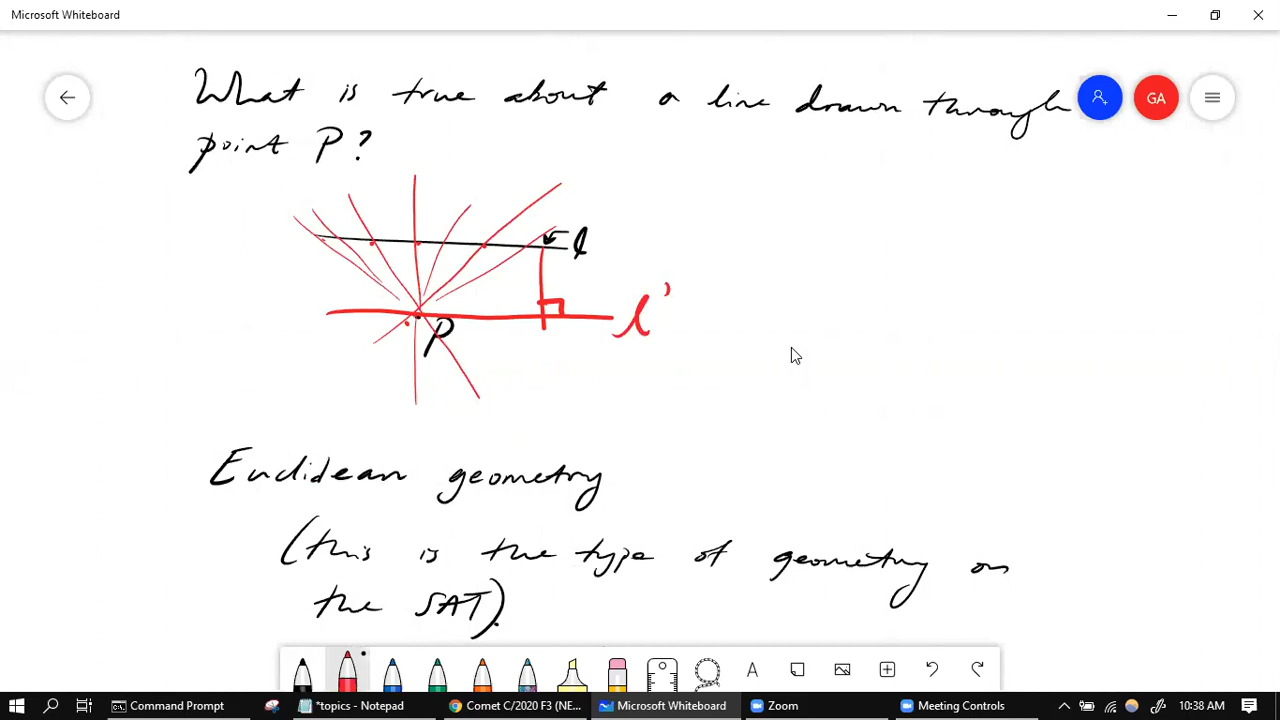 Microsoft Whiteboard
What is true about a line drawn through
point P?
GA
l
l'
P
Euclidean geometry
(this is the type of geometry on
the SAT).
A
Command Prompt
*topics - Notepad
Comet C/2020 F3 (NE...
Microsoft Whiteboard
Zoom
Meeting Controls
10:38 AM